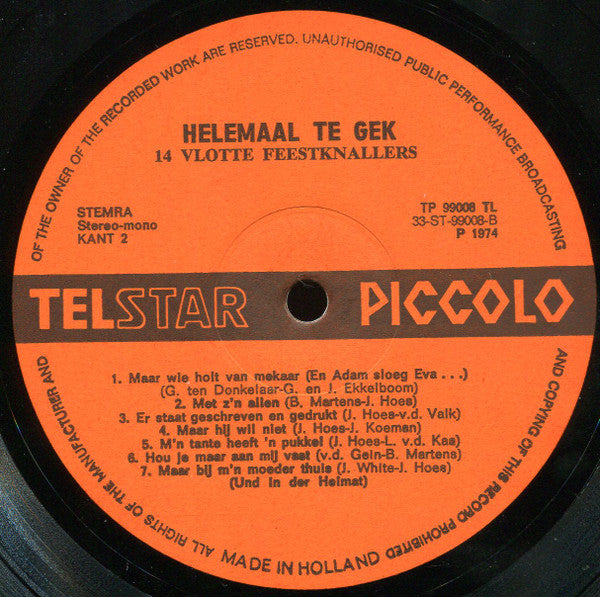 ALL RIGHTS OF THE MANUFACTURER AND OF THE OWNER OF THE RECORDED WORK ARE RESERVED. UNAUTHORISED PUBLIC PERFORMANCE BROADCASTING AND COPYING OF THIS RECORD PROHIBITED
HELEMAAL TE GEK
14 VLOTTE FEESTKNALLERS
STEMRA
Stereo-mono
KANT 2
TP 99008 TL
33-ST-99008-B
P 1974
TELSTAR PICCOLO
1. Maar wie holt van mekaar (En Adam sloeg Eva . . .)
(G. ten Donkelaar-G. en J. Ekkelboom)
2. Met z'n allen (B. Martens-J. Hoes)
3. Er staat geschreven en gedrukt (J. Hoes-v.d. Valk)
4. Maar hij wil niet (J. Hoes-J. Koeman)
5. M'n tante heeft 'n pukkel (J. Hoes-L. v.d. Kas)
6. Hou je maar aan mij vast (v.d. Gein-B. Martens)
7. Maar bij m'n moeder thuis (J. White-J. Hoes)
(Und in der Heimat)
MADE IN HOLLAND